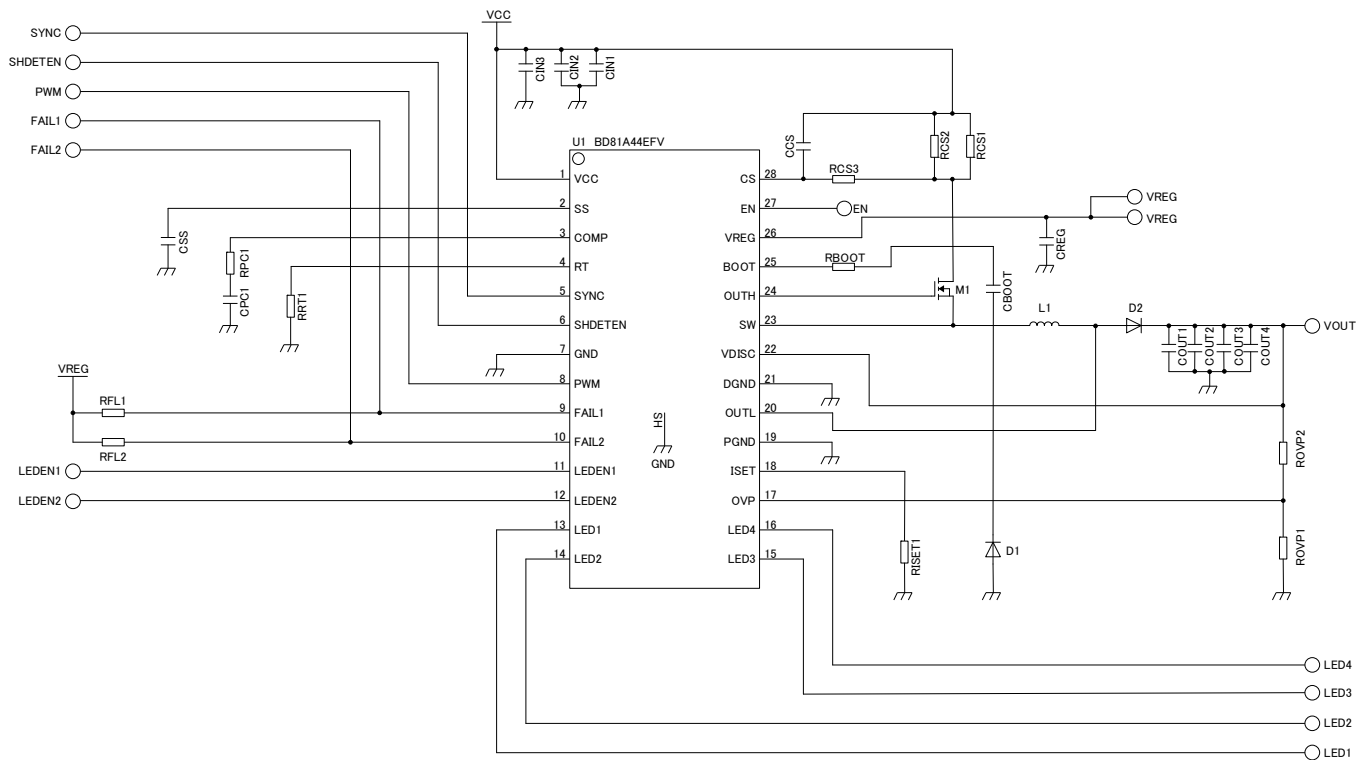 VCC
SYNC
SHDETEN
PWM
FAIL1
FAIL2
CIN3
CIN2
CIN1
U1 BD81A44EFV
CCS
RCS2
RCS1
RCS3
1 VCC
2 SS
3 COMP
4 RT
5 SYNC
6 SHDETEN
7 GND
8 PWM
9 FAIL1
10 FAIL2
11 LEDEN1
12 LEDEN2
13 LED1
14 LED2
CS 28
EN 27
VREG 26
BOOT 25
OUTH 24
SW 23
VDISC 22
DGND 21
OUTL 20
PGND 19
ISET 18
OVP 17
LED4 16
LED3 15
HS
GND
CSS
RPC1
CPC1
RRT1
VREG
RFL1
RFL2
LEDEN1
LEDEN2
EN
VREG
VREG
CREG
RBOOT
CBOOT
M1
L1
D2
COUT1
COUT2
COUT3
COUT4
VOUT
ROVP2
ROVP1
RISET1
D1
LED4
LED3
LED2
LED1